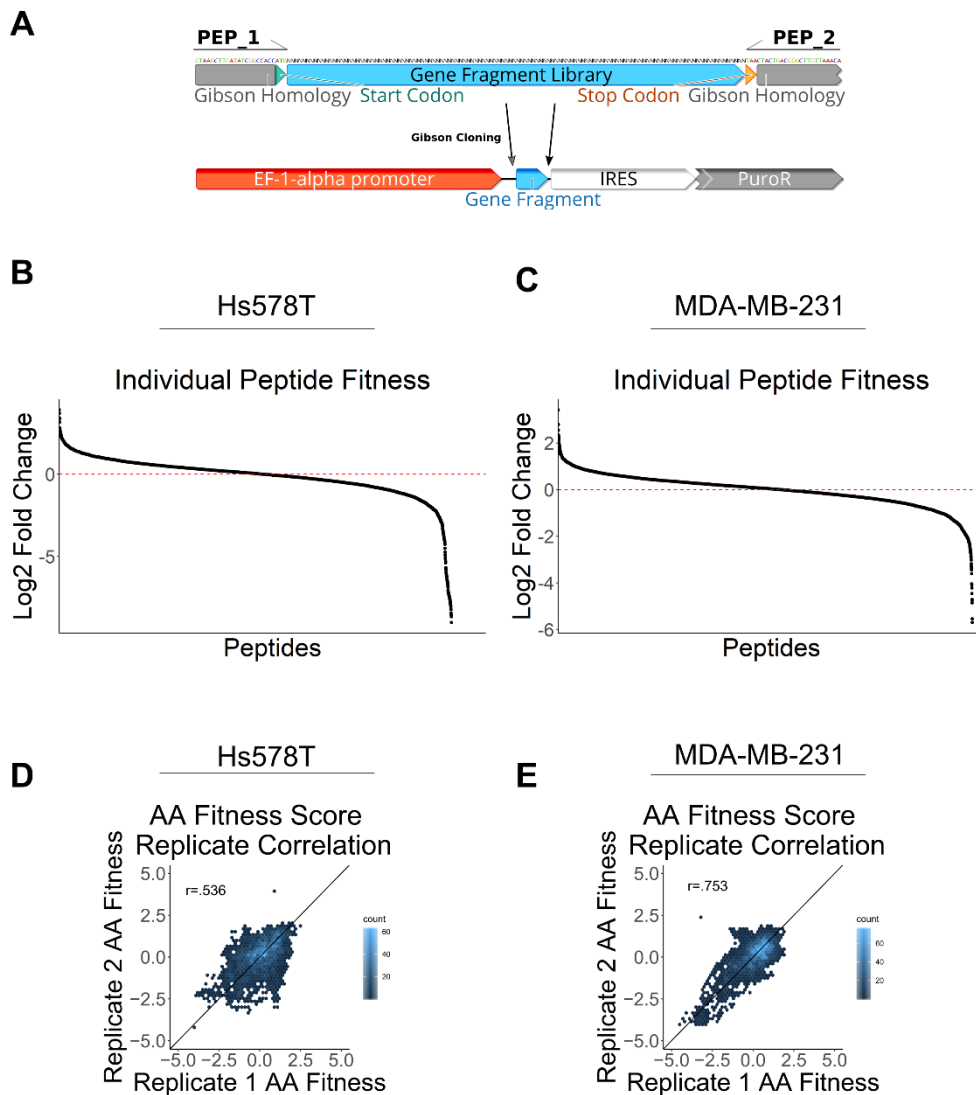 A
PEP_1 PEP_2
Gene Fragment Library
Gibson Homology Start Codon Stop Codon Gibson Homology
Gibson Cloning
EF-1-alpha promoter IRES PuroR
Gene Fragment
B
Hs578T
Individual Peptide Fitness
Log2 Fold Change
0
-5
Peptides
C
MDA-MB-231
Individual Peptide Fitness
Log2 Fold Change
2
0
-2
-4
-6
Peptides
D
Hs578T
AA Fitness Score
Replicate Correlation
Replicate 2 AA Fitness
5.0
2.5
0.0
−2.5
−5.0
r=.536
count
60
40
20
−5.0 −2.5 0.0 2.5 5.0
Replicate 1 AA Fitness
E
MDA-MB-231
AA Fitness Score
Replicate Correlation
Replicate 2 AA Fitness
5.0
2.5
0.0
−2.5
−5.0
r=.753
count
60
40
20
−5.0 −2.5 0.0 2.5 5.0
Replicate 1 AA Fitness